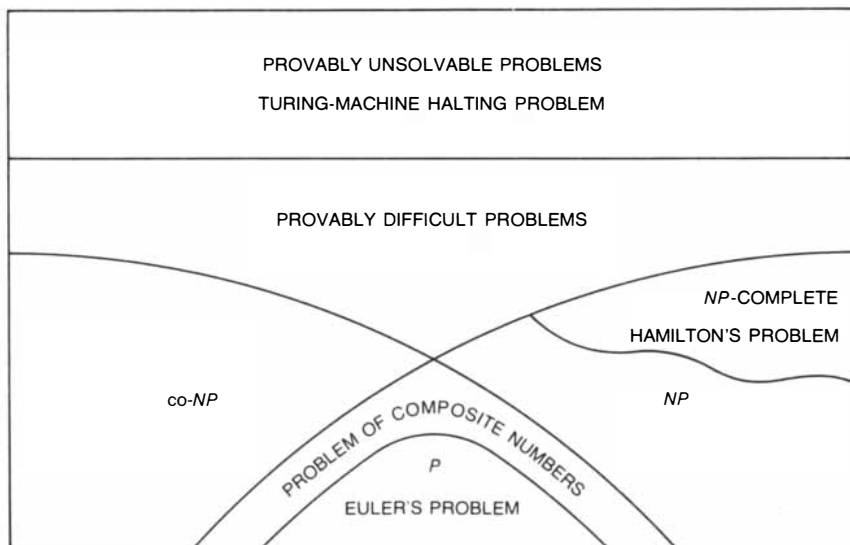 PROVABLY UNSOLVABLE PROBLEMS
TURING-MACHINE HALTING PROBLEM
PROVABLY DIFFICULT PROBLEMS
NP-COMPLETE
HAMILTON'S PROBLEM
co-NP
NP
PROBLEM OF COMPOSITE NUMBERS
P
EULER'S PROBLEM